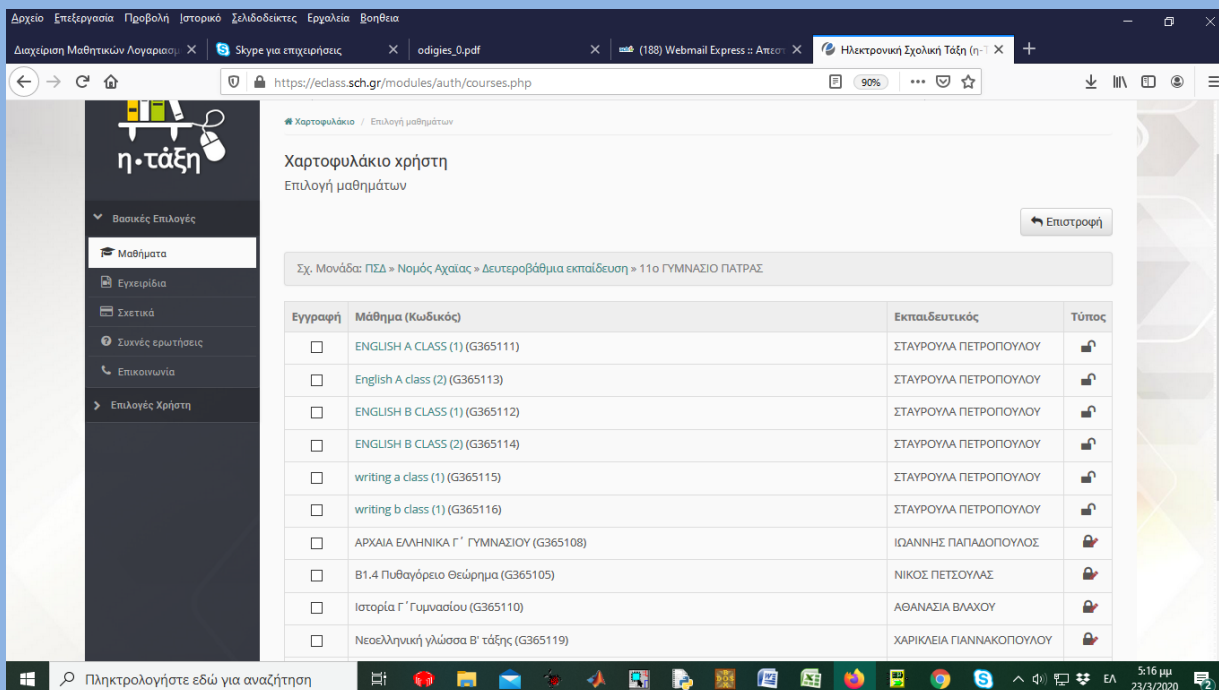 Αρχείο Επεξεργασία Προβολή Ιστορικό Σελιδοδείκτες Εργαλεία Βοήθεια
Διαχείριση Μαθητικών Λογαριασμ
Skype για επιχειρήσεις
odigies_0.pdf
(188) Webmail Express :: Απεστ
Ηλεκτρονική Σχολική Τάξη (η-Τ
https://eclass.sch.gr/modules/auth/courses.php
90%
η•τάξη
Χαρτοφυλάκιο / Επιλογή μαθημάτων
Χαρτοφυλάκιο χρήστη
Επιλογή μαθημάτων
Επιστροφή
Βασικές Επιλογές
Μαθήματα
Εγχειρίδια
Σχετικά
Συχνές ερωτήσεις
Επικοινωνία
Επιλογές Χρήστη
Σχ. Μονάδα: ΠΣΔ » Νομός Αχαΐας » Δευτεροβάθμια εκπαίδευση » 11ο ΓΥΜΝΑΣΙΟ ΠΑΤΡΑΣ
Εγγραφή Μάθημα (Κωδικός) Εκπαιδευτικός Τύπος
ENGLISH A CLASS (1) (G365111) ΣΤΑΥΡΟΥΛΑ ΠΕΤΡΟΠΟΥΛΟΥ
English A class (2) (G365113) ΣΤΑΥΡΟΥΛΑ ΠΕΤΡΟΠΟΥΛΟΥ
ENGLISH B CLASS (1) (G365112) ΣΤΑΥΡΟΥΛΑ ΠΕΤΡΟΠΟΥΛΟΥ
ENGLISH B CLASS (2) (G365114) ΣΤΑΥΡΟΥΛΑ ΠΕΤΡΟΠΟΥΛΟΥ
writing a class (1) (G365115) ΣΤΑΥΡΟΥΛΑ ΠΕΤΡΟΠΟΥΛΟΥ
writing b class (1) (G365116) ΣΤΑΥΡΟΥΛΑ ΠΕΤΡΟΠΟΥΛΟΥ
ΑΡΧΑΙΑ ΕΛΛΗΝΙΚΑ Γ΄ ΓΥΜΝΑΣΙΟΥ (G365108) ΙΩΑΝΝΗΣ ΠΑΠΑΔΟΠΟΥΛΟΣ
Β1.4 Πυθαγόρειο Θεώρημα (G365105) ΝΙΚΟΣ ΠΕΤΣΟΥΛΑΣ
Ιστορία Γ΄Γυμνασίου (G365110) ΑΘΑΝΑΣΙΑ ΒΛΑΧΟΥ
Νεοελληνική γλώσσα Β' τάξης (G365119) ΧΑΡΙΚΛΕΙΑ ΓΙΑΝΝΑΚΟΠΟΥΛΟΥ
Πληκτρολογήστε εδώ για αναζήτηση
ΕΛ
5:16 μμ
23/3/2020
2